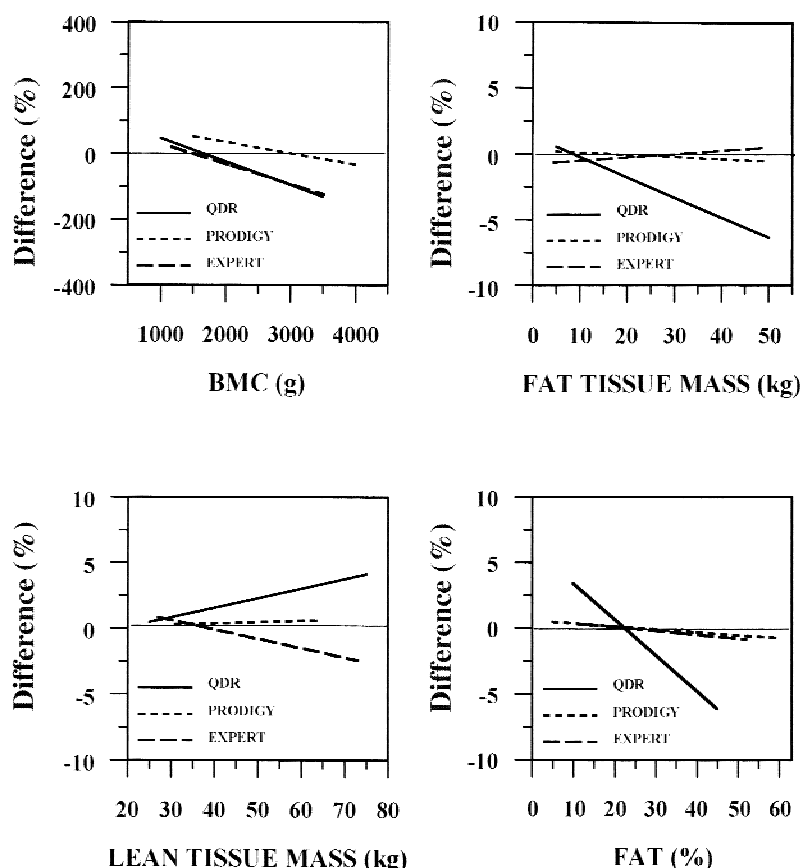 400
200
0
-200
-400
Difference (%)
QDR
PRODIGY
EXPERT
1000 2000 3000 4000
BMC (g)
10
5
0
-5
-10
Difference (%)
QDR
PRODIGY
EXPERT
0 10 20 30 40 50
FAT TISSUE MASS (kg)
10
5
0
-5
-10
Difference (%)
QDR
PRODIGY
EXPERT
20 30 40 50 60 70 80
LEAN TISSUE MASS (kg)
10
5
0
-5
-10
Difference (%)
QDR
PRODIGY
EXPERT
0 10 20 30 40 50 60
FAT (%)